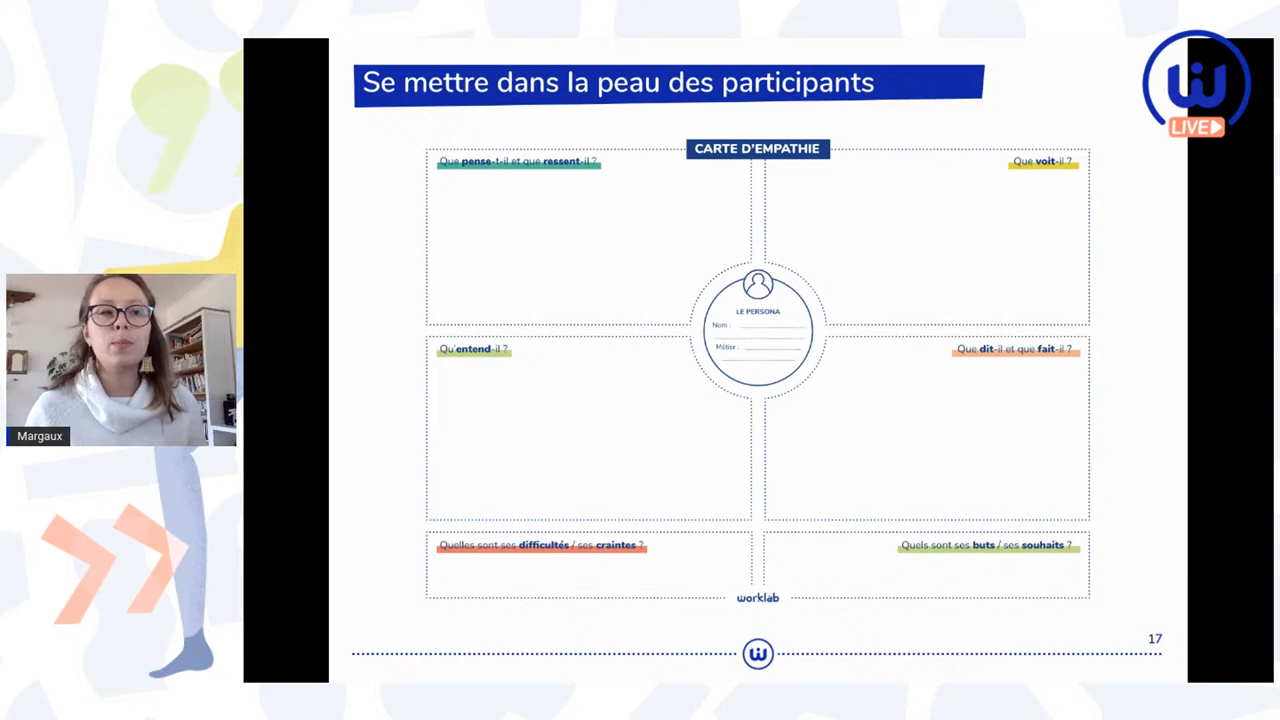 Se mettre dans la peau des participants
LIVE
CARTE D'EMPATHIE
Que pense-t-il et que ressent-il ?
Que voit-il ?
LE PERSONA
Nom :
Métier :
Qu'entend-il ?
Que dit-il et que fait-il ?
Margaux
Quelles sont ses difficultés / ses craintes ?
Quels sont ses buts / ses souhaits ?
worklab
17